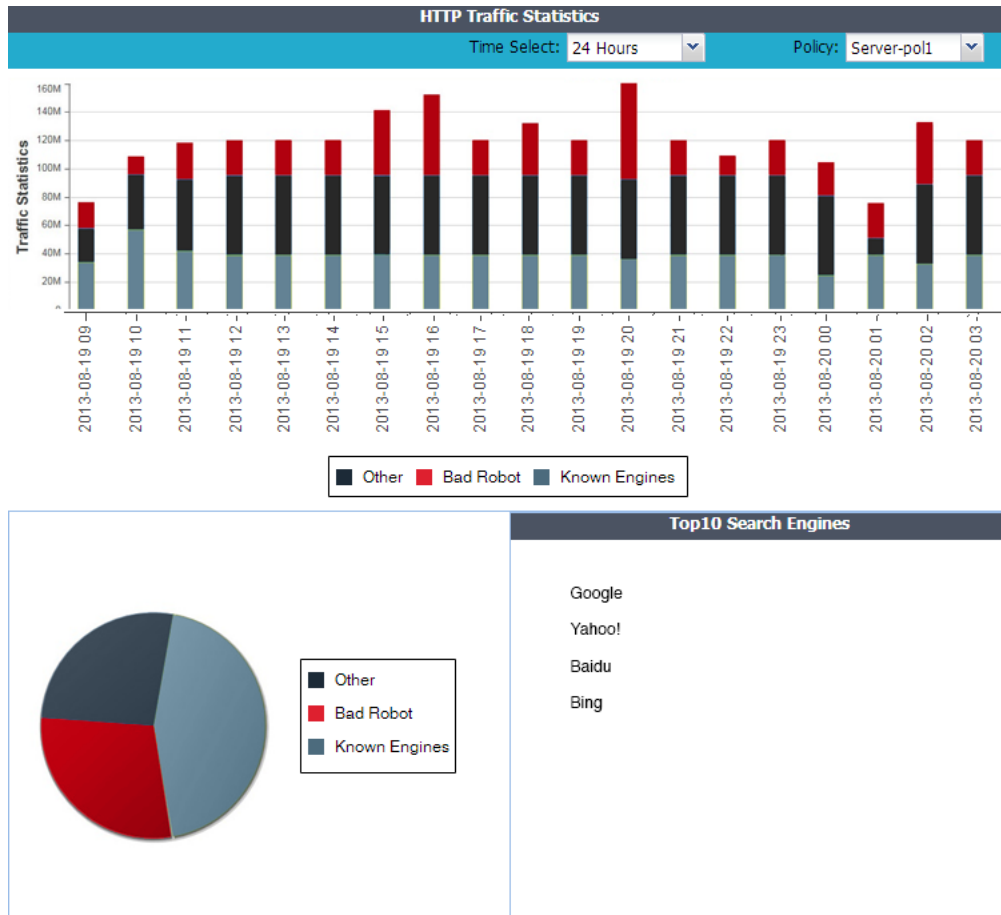 HTTP Traffic Statistics
Time Select: 24 Hours Policy: Server-pol1
Traffic Statistics
160M
140M
120M
100M
80M
60M
40M
20M
2013-08-19 09
2013-08-19 10
2013-08-19 11
2013-08-19 12
2013-08-19 13
2013-08-19 14
2013-08-19 15
2013-08-19 16
2013-08-19 17
2013-08-19 18
2013-08-19 19
2013-08-19 20
2013-08-19 21
2013-08-19 22
2013-08-19 23
2013-08-20 00
2013-08-20 01
2013-08-20 02
2013-08-20 03
Other Bad Robot Known Engines
Other
Bad Robot
Known Engines
Top10 Search Engines
Google
Yahoo!
Baidu
Bing